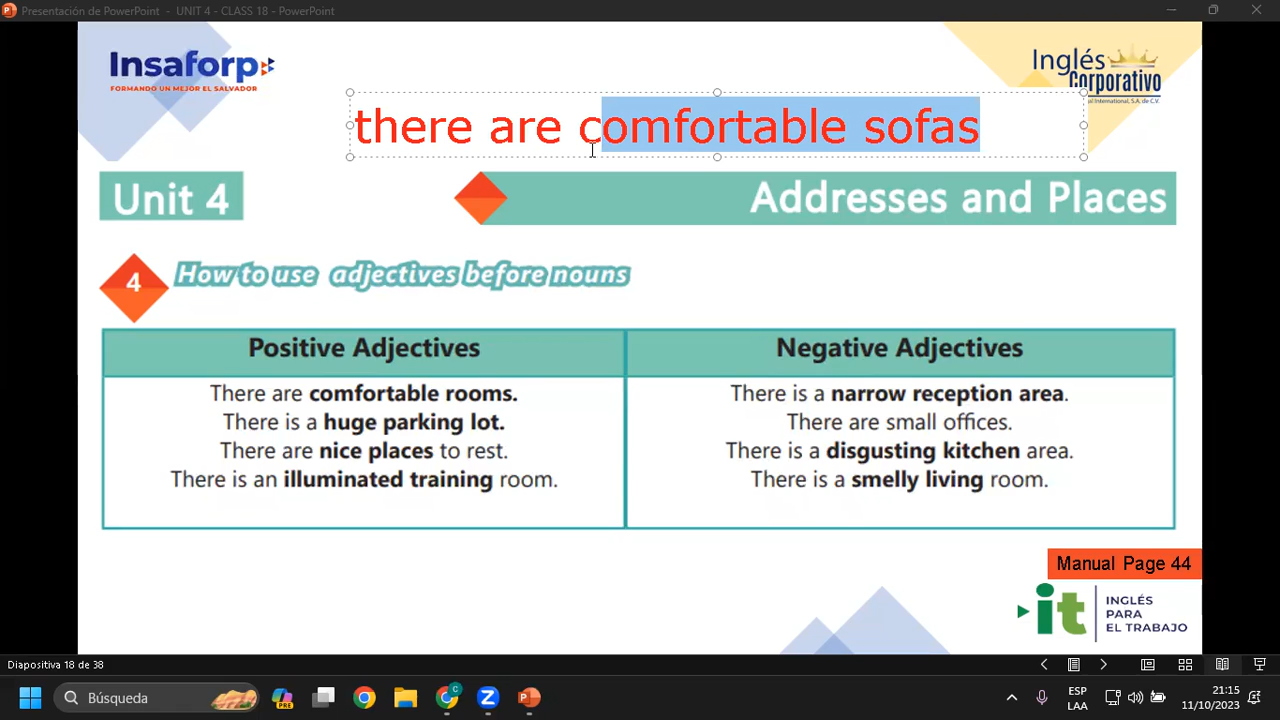 Presentación de PowerPoint - UNIT 4 - CLASS 18 - PowerPoint
Insaforp
FORMANDO UN MEJOR EL SALVADOR
Inglés
Corporativo
International, S.A. de C.V.
there are comfortable sofas
Unit 4
Addresses and Places
4
How to use adjectives before nouns
Positive Adjectives
There are comfortable rooms.
There is a huge parking lot.
There are nice places to rest.
There is an illuminated training room.
Negative Adjectives
There is a narrow reception area.
There are small offices.
There is a disgusting kitchen area.
There is a smelly living room.
Manual Page 44
it
INGLÉS
PARA
EL TRABAJO
Diapositiva 18 de 38
Búsqueda
PRE
C
Z
ESP
LAA
21:15
11/10/2023